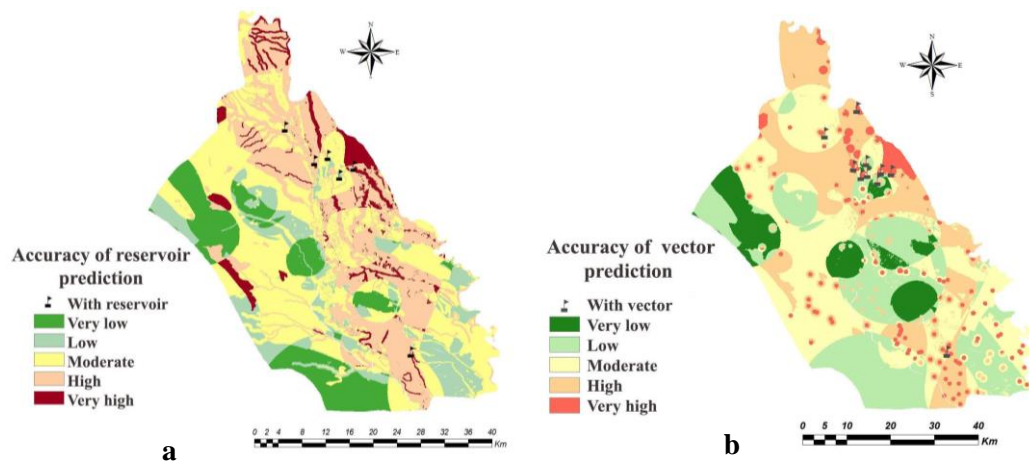 N
W E
Accuracy of reservoir
prediction
With reservoir
Very low
Low
Moderate
High
Very high
0 2 4 8 12 16 20 24 28 32 36 40
Km
a
N
W E
S
Accuracy of vector
prediction
With vector
Very low
Low
Moderate
High
Very high
0 5 10 20 30 40
Km
b